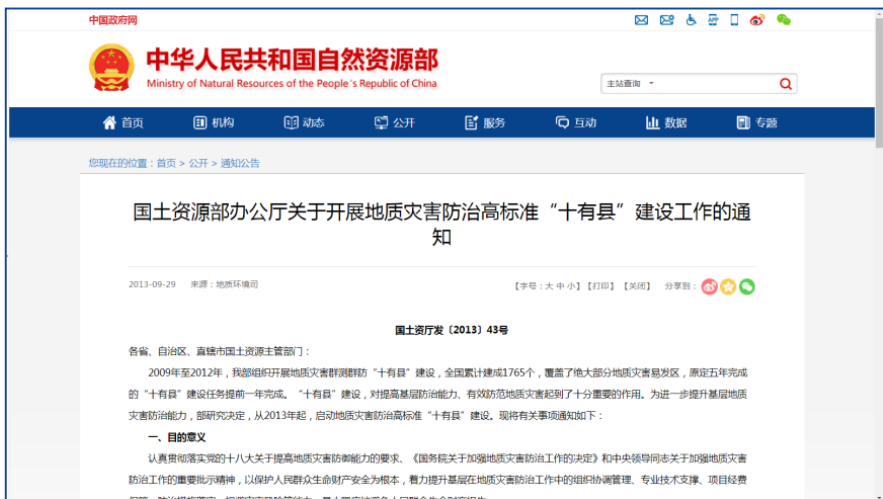 中国政府网
中华人民共和国自然资源部
Ministry of Natural Resources of the People's Republic of China
主站查询
首页 机构 动态 公开 服务 互动 数据 专题
您现在的位置：首页 > 公开 > 通知公告
国土资源部办公厅关于开展地质灾害防治高标准“十有县”建设工作的通
知
2013-09-29 来源：地质环境司 【字号：大 中 小】【打印】【关闭】 分享到：
国土资厅发〔2013〕43号
各省、自治区、直辖市国土资源主管部门：
2009年至2012年，我部组织开展地质灾害群测群防“十有县”建设，全国累计建成1765个，覆盖了绝大部分地质灾害易发区，原定五年完成
的“十有县”建设任务提前一年完成。“十有县”建设，对提高基层防治能力、有效防范地质灾害起到了十分重要的作用。为进一步提升基层地质
灾害防治能力，部研究决定，从2013年起，启动地质灾害防治高标准“十有县”建设。现将有关事项通知如下：
一、目的意义
认真贯彻落实党的十八大关于提高地质灾害防御能力的要求、《国务院关于加强地质灾害防治工作的决定》和中央领导同志关于加强地质灾害
防治工作的重要批示精神，以保护人民群众生命财产安全为根本，着力提升基层在地质灾害防治工作中的组织协调管理、专业技术支撑、项目经费